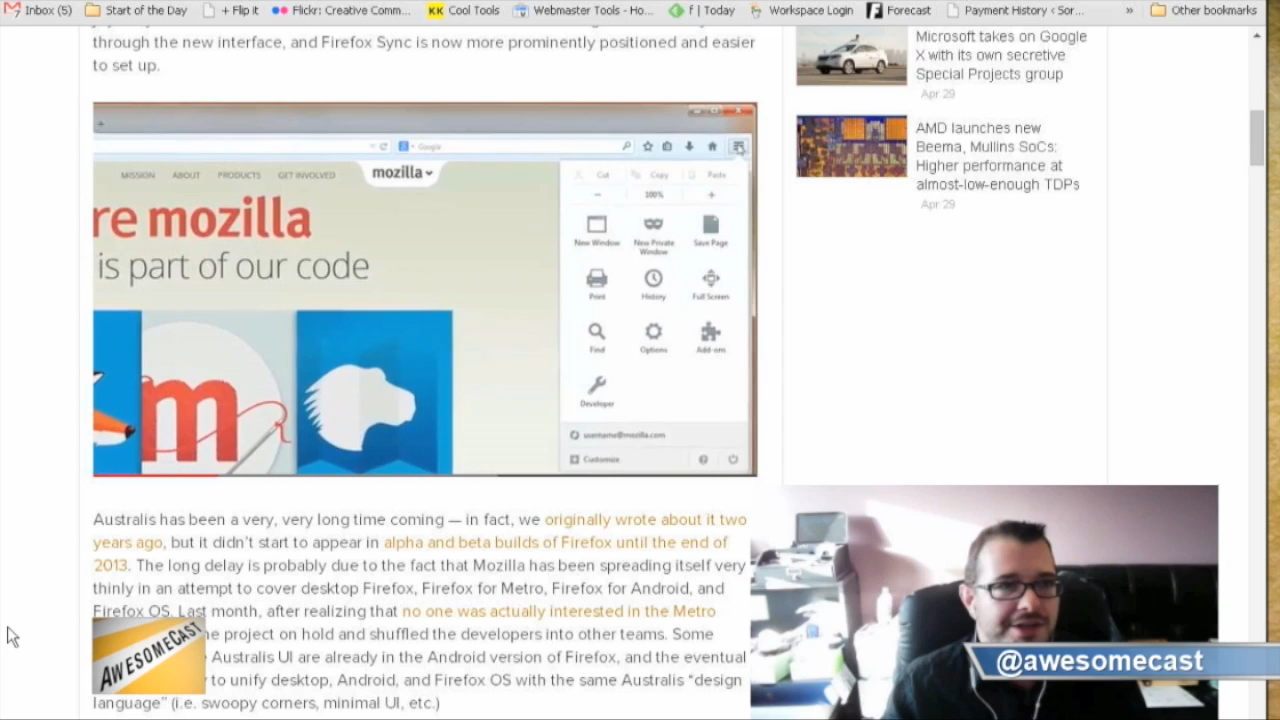 Inbox (5)
Start of the Day
+ Flip it
Flickr: Creative Comm...
KK Cool Tools
Webmaster Tools - Ho...
f | Today
Workspace Login
Forecast
Payment History ‹ Sor...
»
Other bookmarks
through the new interface, and Firefox Sync is now more prominently positioned and easier
to set up.
Google
MISSION ABOUT PRODUCTS GET INVOLVED
mozilla
re mozilla
is part of our code
m
Cut Copy Paste
− 100% +
New Window
New Private
Window
Save Page
Print History Full Screen
Find Options Add-ons
Developer
username@mozilla.com
Customize
Microsoft takes on Google
X with its own secretive
Special Projects group
Apr 29
AMD launches new
Beema, Mullins SoCs:
Higher performance at
almost-low-enough TDPs
Apr 29
Australis has been a very, very long time coming — in fact, we originally wrote about it two
years ago, but it didn't start to appear in alpha and beta builds of Firefox until the end of
2013. The long delay is probably due to the fact that Mozilla has been spreading itself very
thinly in an attempt to cover desktop Firefox, Firefox for Metro, Firefox for Android, and
Firefox OS. Last month, after realizing that no one was actually interested in the Metro
e project on hold and shuffled the developers into other teams. Some
Australis UI are already in the Android version of Firefox, and the eventual
to unify desktop, Android, and Firefox OS with the same Australis “design
language” (i.e. swoopy corners, minimal UI, etc.)
AWESOMECAST
@awesomecast